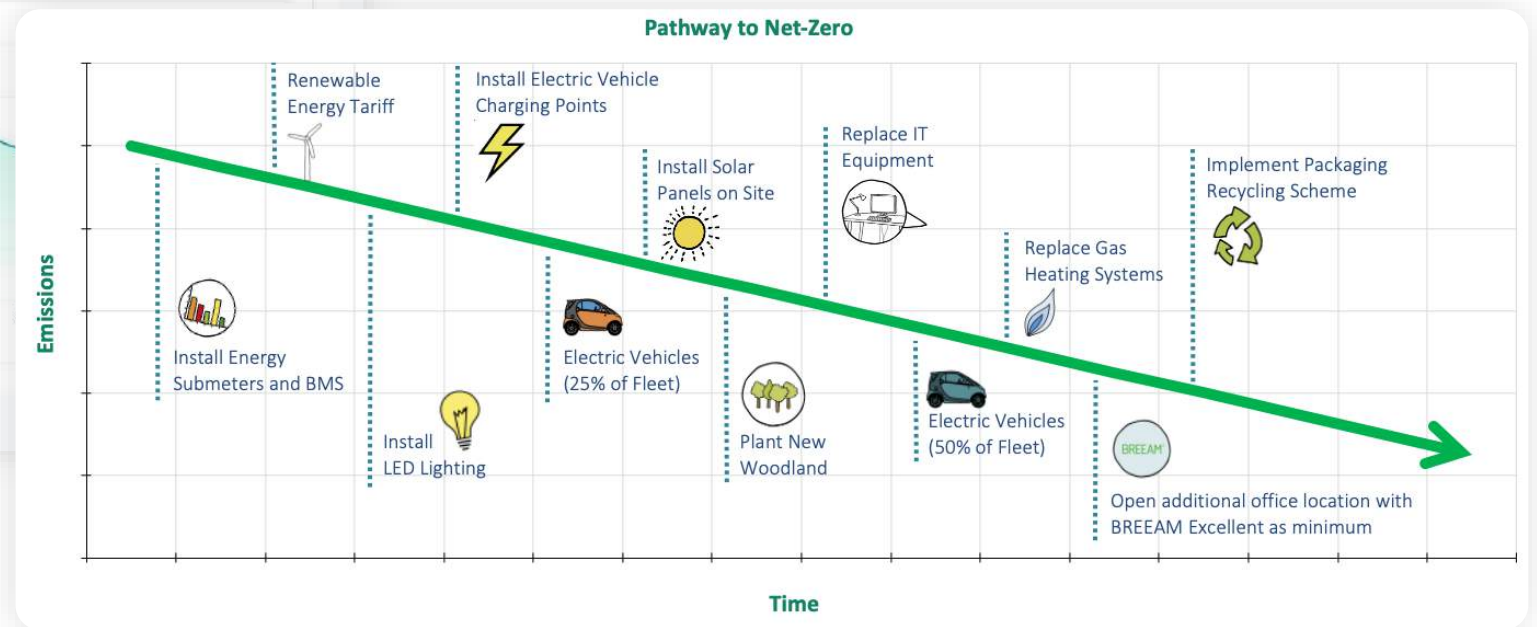 Pathway to Net-Zero
Renewable
Energy Tariff
Install Electric Vehicle
Charging Points
Replace IT
Equipment
Install Solar
Panels on Site
Implement Packaging
Recycling Scheme
Replace Gas
Heating Systems
Emissions
Install Energy
Submeters and BMS
Electric Vehicles
(25% of Fleet)
Install
LED Lighting
Plant New
Woodland
Electric Vehicles
(50% of Fleet)
BREEAM
Open additional office location with
BREEAM Excellent as minimum
Time